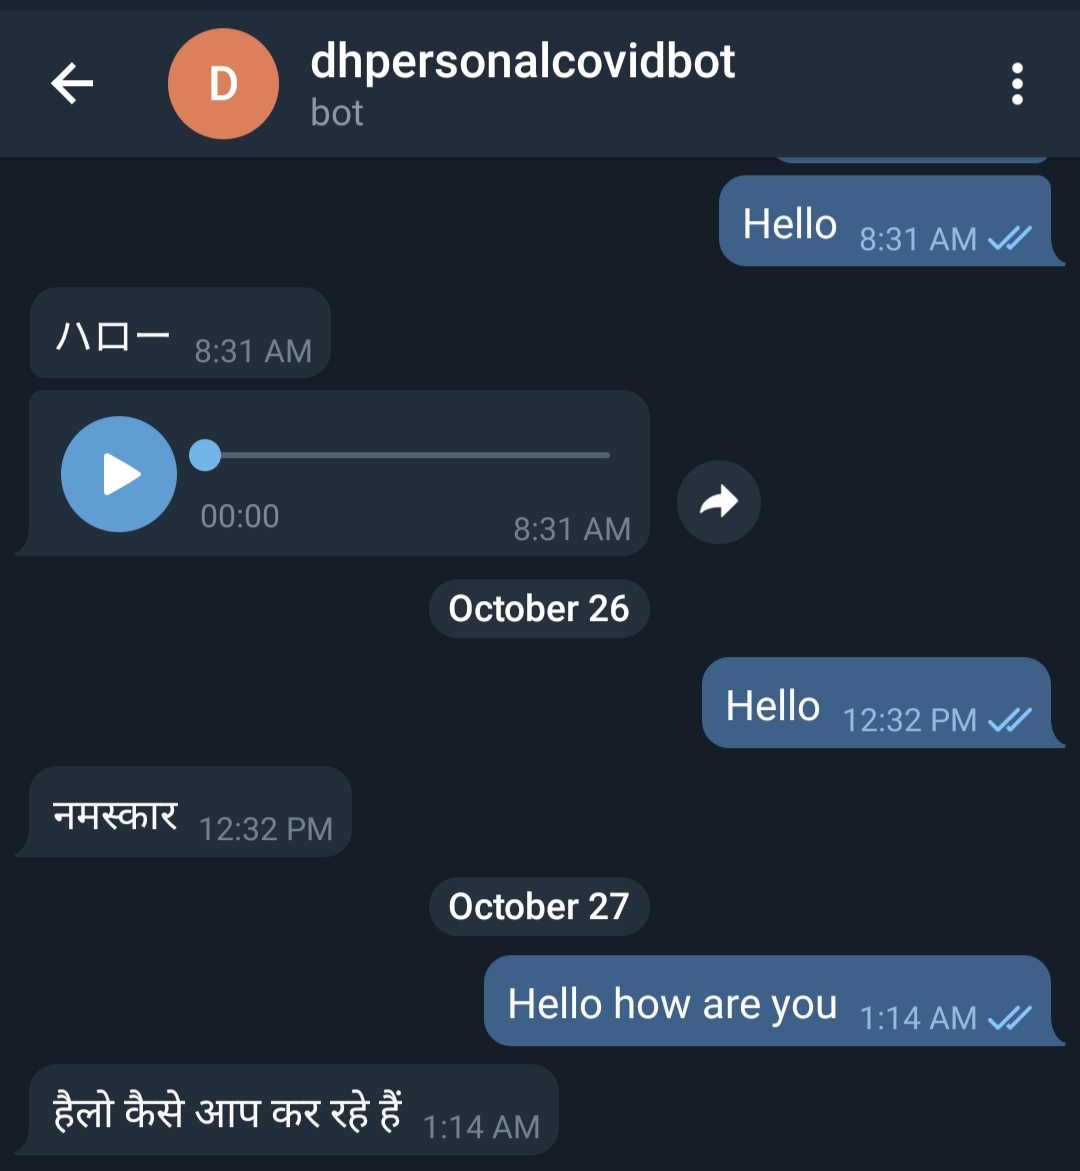 D
dhpersonalcovidbot
bot
Hello 8:31 AM
ハロー 8:31 AM
00:00 8:31 AM
October 26
Hello 12:32 PM
नमस्कार 12:32 PM
October 27
Hello how are you 1:14 AM
हैलो कैसे आप कर रहे हैं 1:14 AM